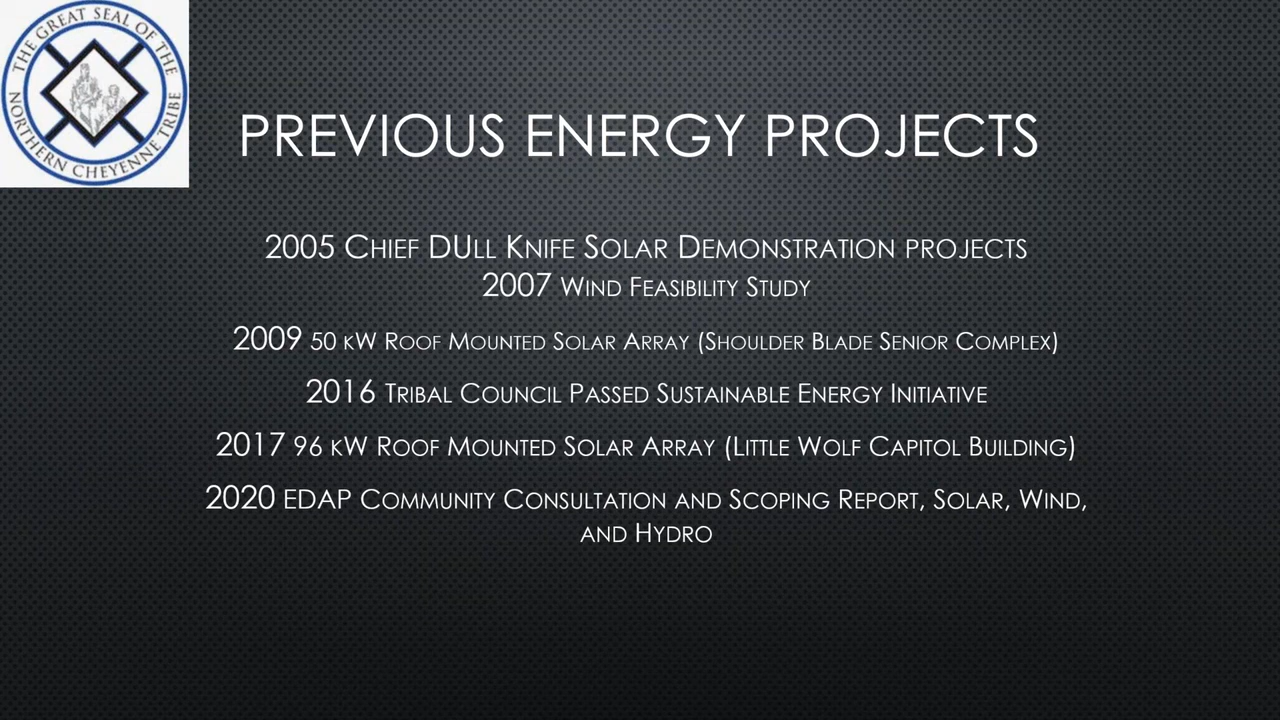 THE GREAT SEAL OF THE
NORTHERN CHEYENNE TRIBE
PREVIOUS ENERGY PROJECTS
2005 CHIEF DULL KNIFE SOLAR DEMONSTRATION PROJECTS
2007 WIND FEASIBILITY STUDY
2009 50 KW ROOF MOUNTED SOLAR ARRAY (SHOULDER BLADE SENIOR COMPLEX)
2016 TRIBAL COUNCIL PASSED SUSTAINABLE ENERGY INITIATIVE
2017 96 KW ROOF MOUNTED SOLAR ARRAY (LITTLE WOLF CAPITOL BUILDING)
2020 EDAP COMMUNITY CONSULTATION AND SCOPING REPORT, SOLAR, WIND,
AND HYDRO